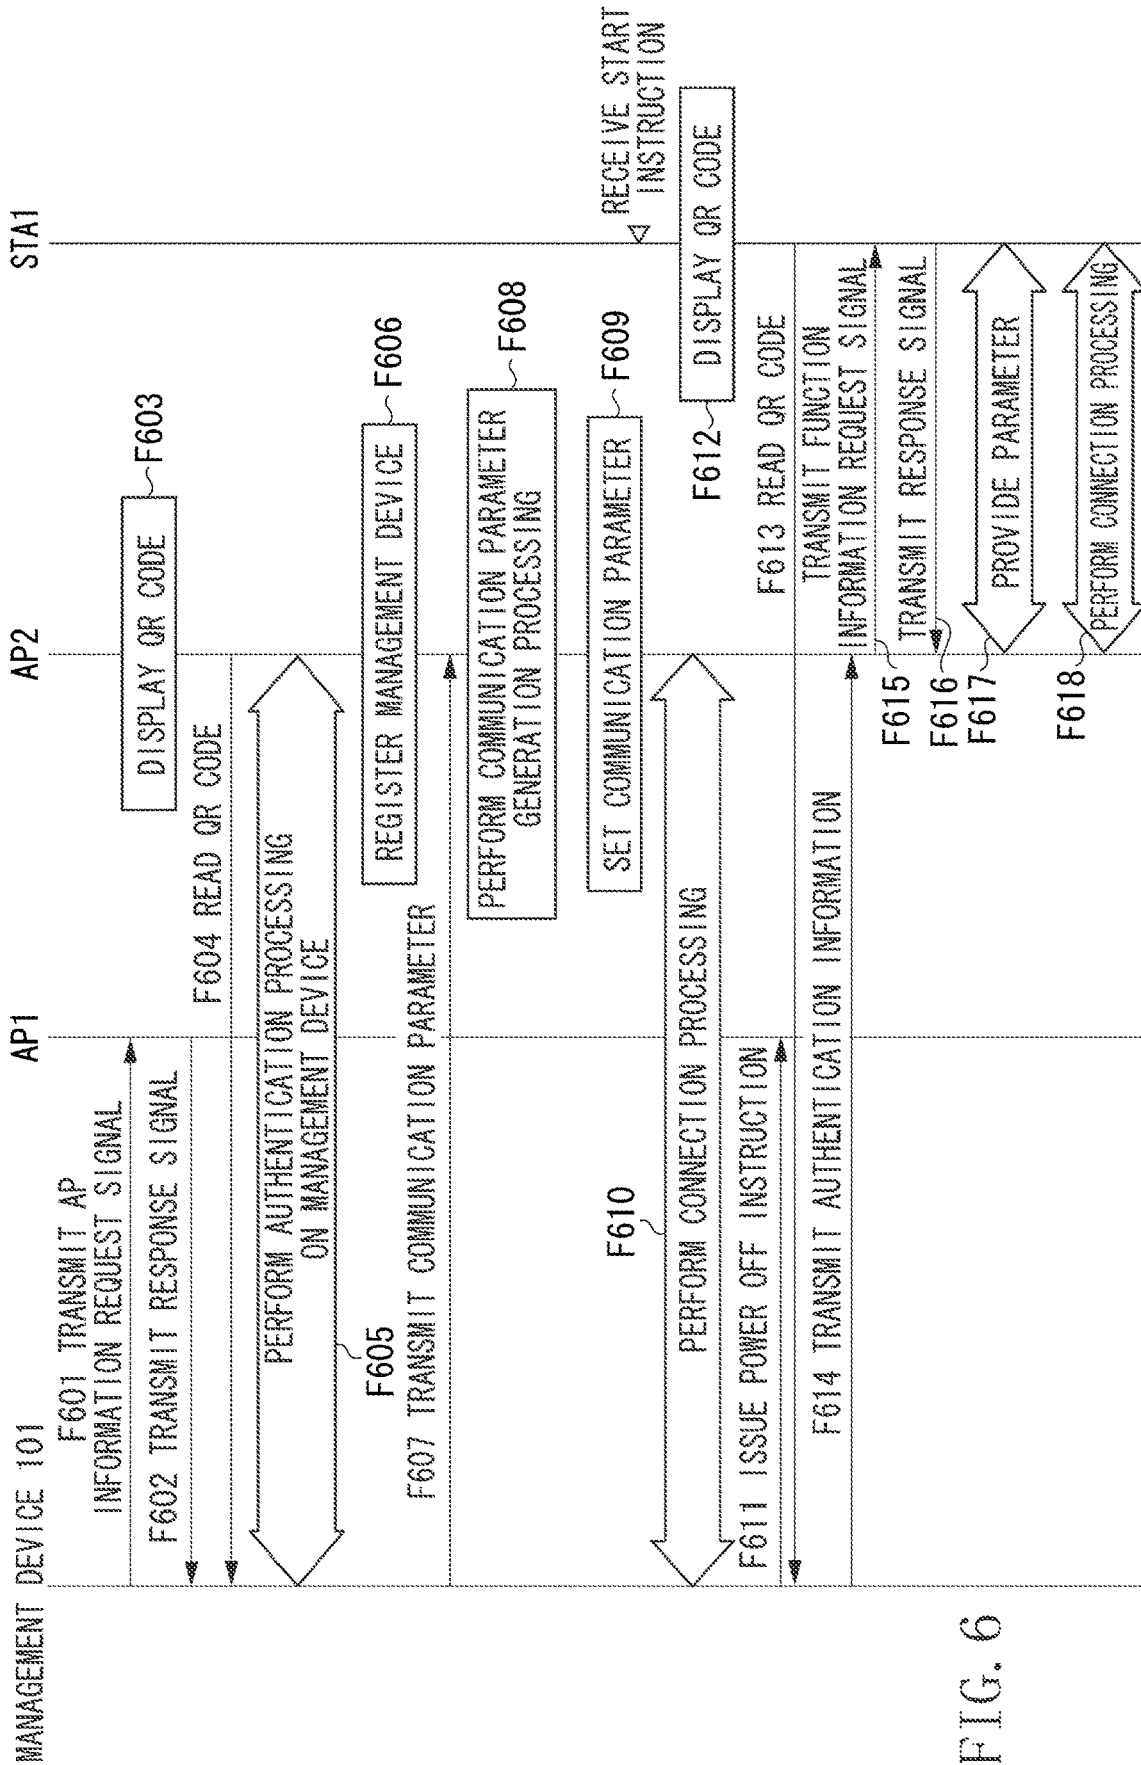 MANAGEMENT DEVICE 101
AP1
AP2
STA1
F601 TRANSMIT AP
INFORMATION REQUEST SIGNAL
F602 TRANSMIT RESPONSE SIGNAL
DISPLAY QR CODE
F603
F604 READ QR CODE
PERFORM AUTHENTICATION PROCESSING
ON MANAGEMENT DEVICE
F605
REGISTER MANAGEMENT DEVICE
F606
F607 TRANSMIT COMMUNICATION PARAMETER
PERFORM COMMUNICATION PARAMETER
GENERATION PROCESSING
F608
SET COMMUNICATION PARAMETER
F609
RECEIVE START
INSTRUCTION
F610
PERFORM CONNECTION PROCESSING
F612
DISPLAY QR CODE
F611 ISSUE POWER OFF INSTRUCTION
F613 READ QR CODE
F614 TRANSMIT AUTHENTICATION INFORMATION
TRANSMIT FUNCTION
INFORMATION REQUEST SIGNAL
F615
TRANSMIT RESPONSE SIGNAL
F616
F617
PROVIDE PARAMETER
F618
PERFORM CONNECTION PROCESSING
FIG. 6